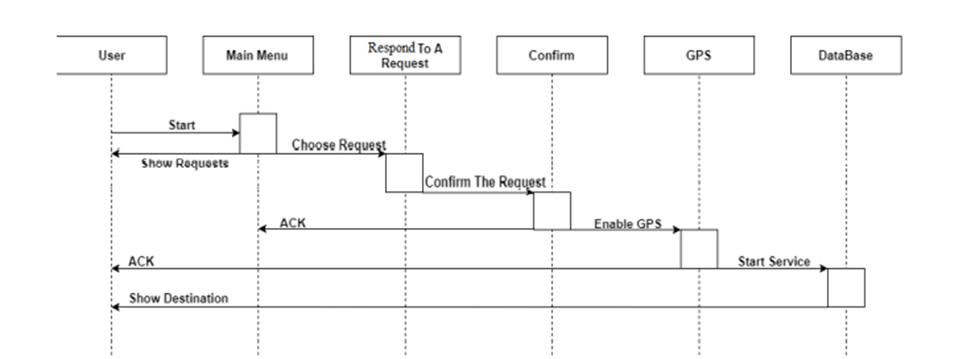 User
Main Menu
Respond To A
Request
Confirm
GPS
DataBase
Start
Choose Request
Show Requests
Confirm The Request
ACK
Enable GPS
ACK
Start Service
Show Destination